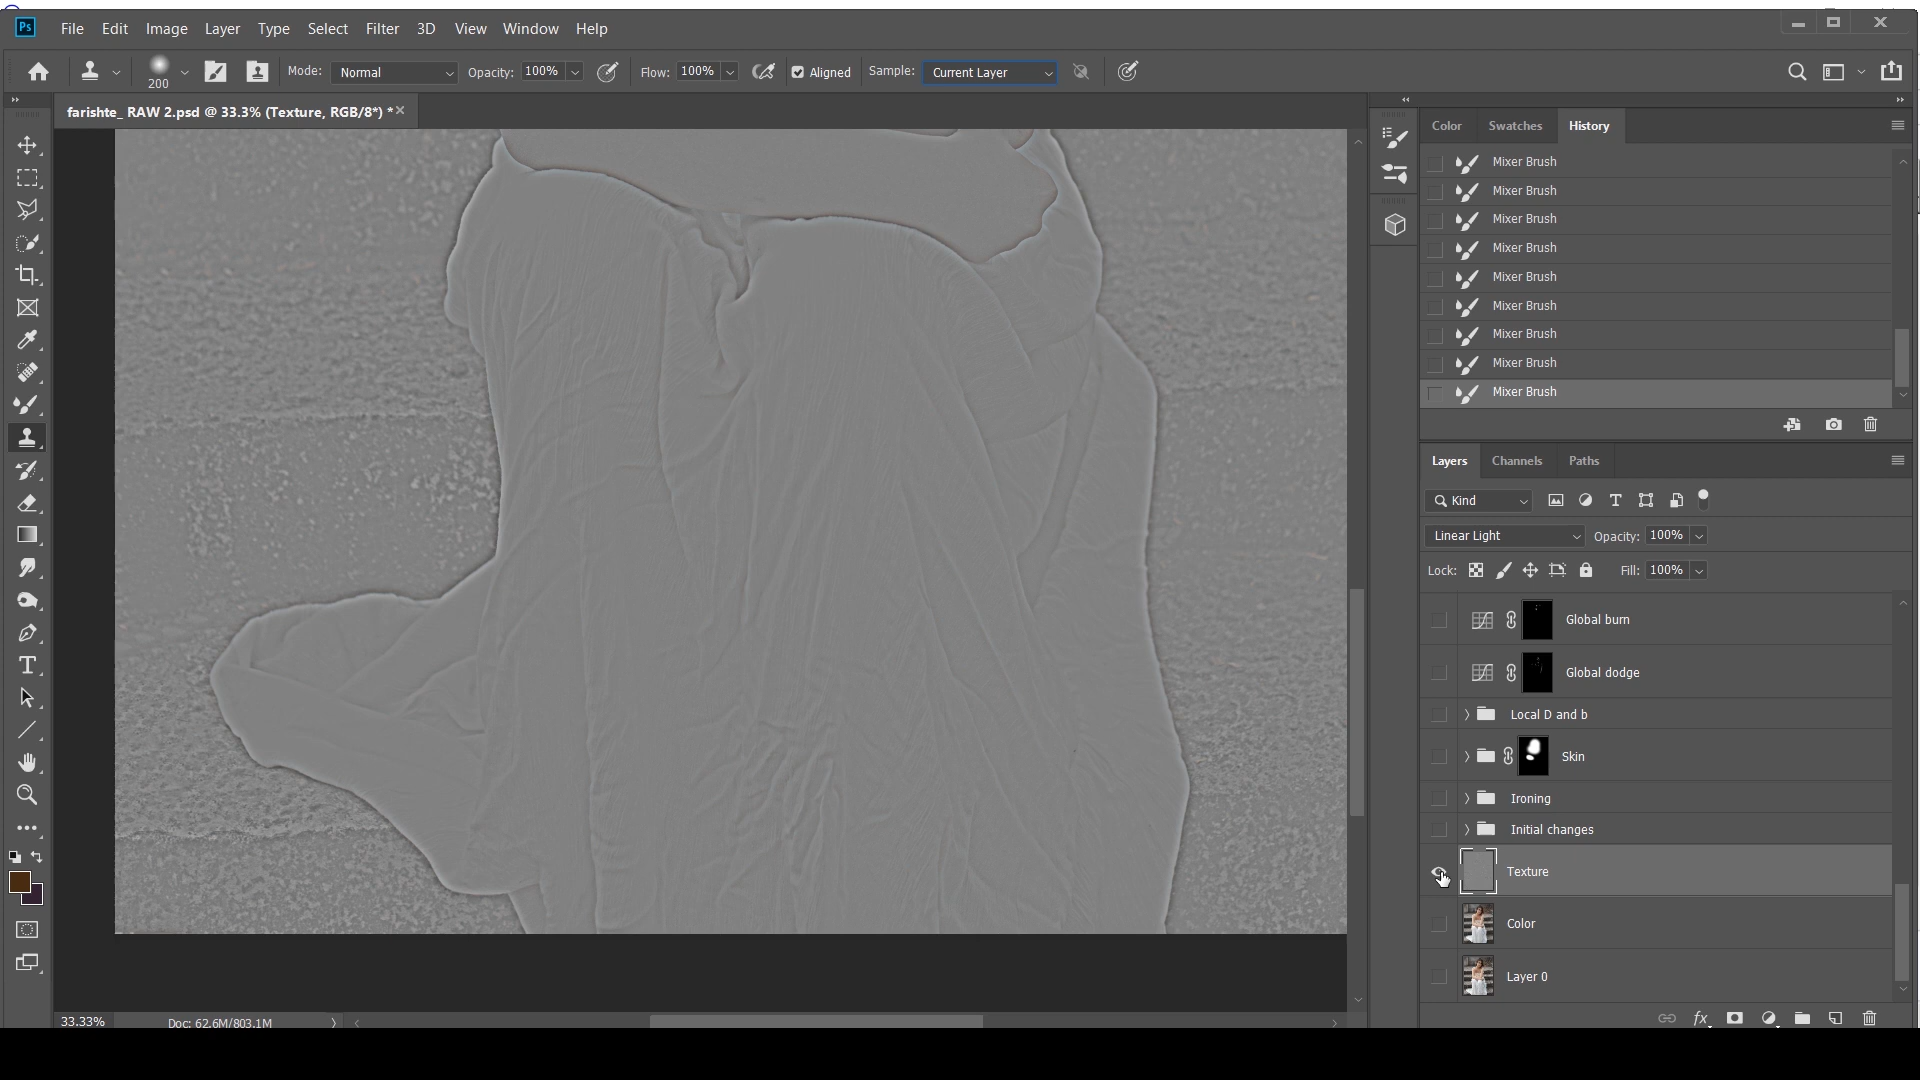 Ps File Edit Image Layer Type Select Filter 3D View Window Help
200 Mode: Normal Opacity: 100% Flow: 100% Aligned Sample: Current Layer
farishte_ RAW 2.psd @ 33.3% (Texture, RGB/8*) *
Color Swatches History
Mixer Brush
Mixer Brush
Mixer Brush
Mixer Brush
Mixer Brush
Mixer Brush
Mixer Brush
Mixer Brush
Mixer Brush
Layers Channels Paths
Kind
Linear Light Opacity: 100%
Lock: Fill: 100%
Global burn
Global dodge
Local D and b
Skin
Ironing
Initial changes
Texture
Color
Layer 0
33.33% Doc: 62.6M/803.1M